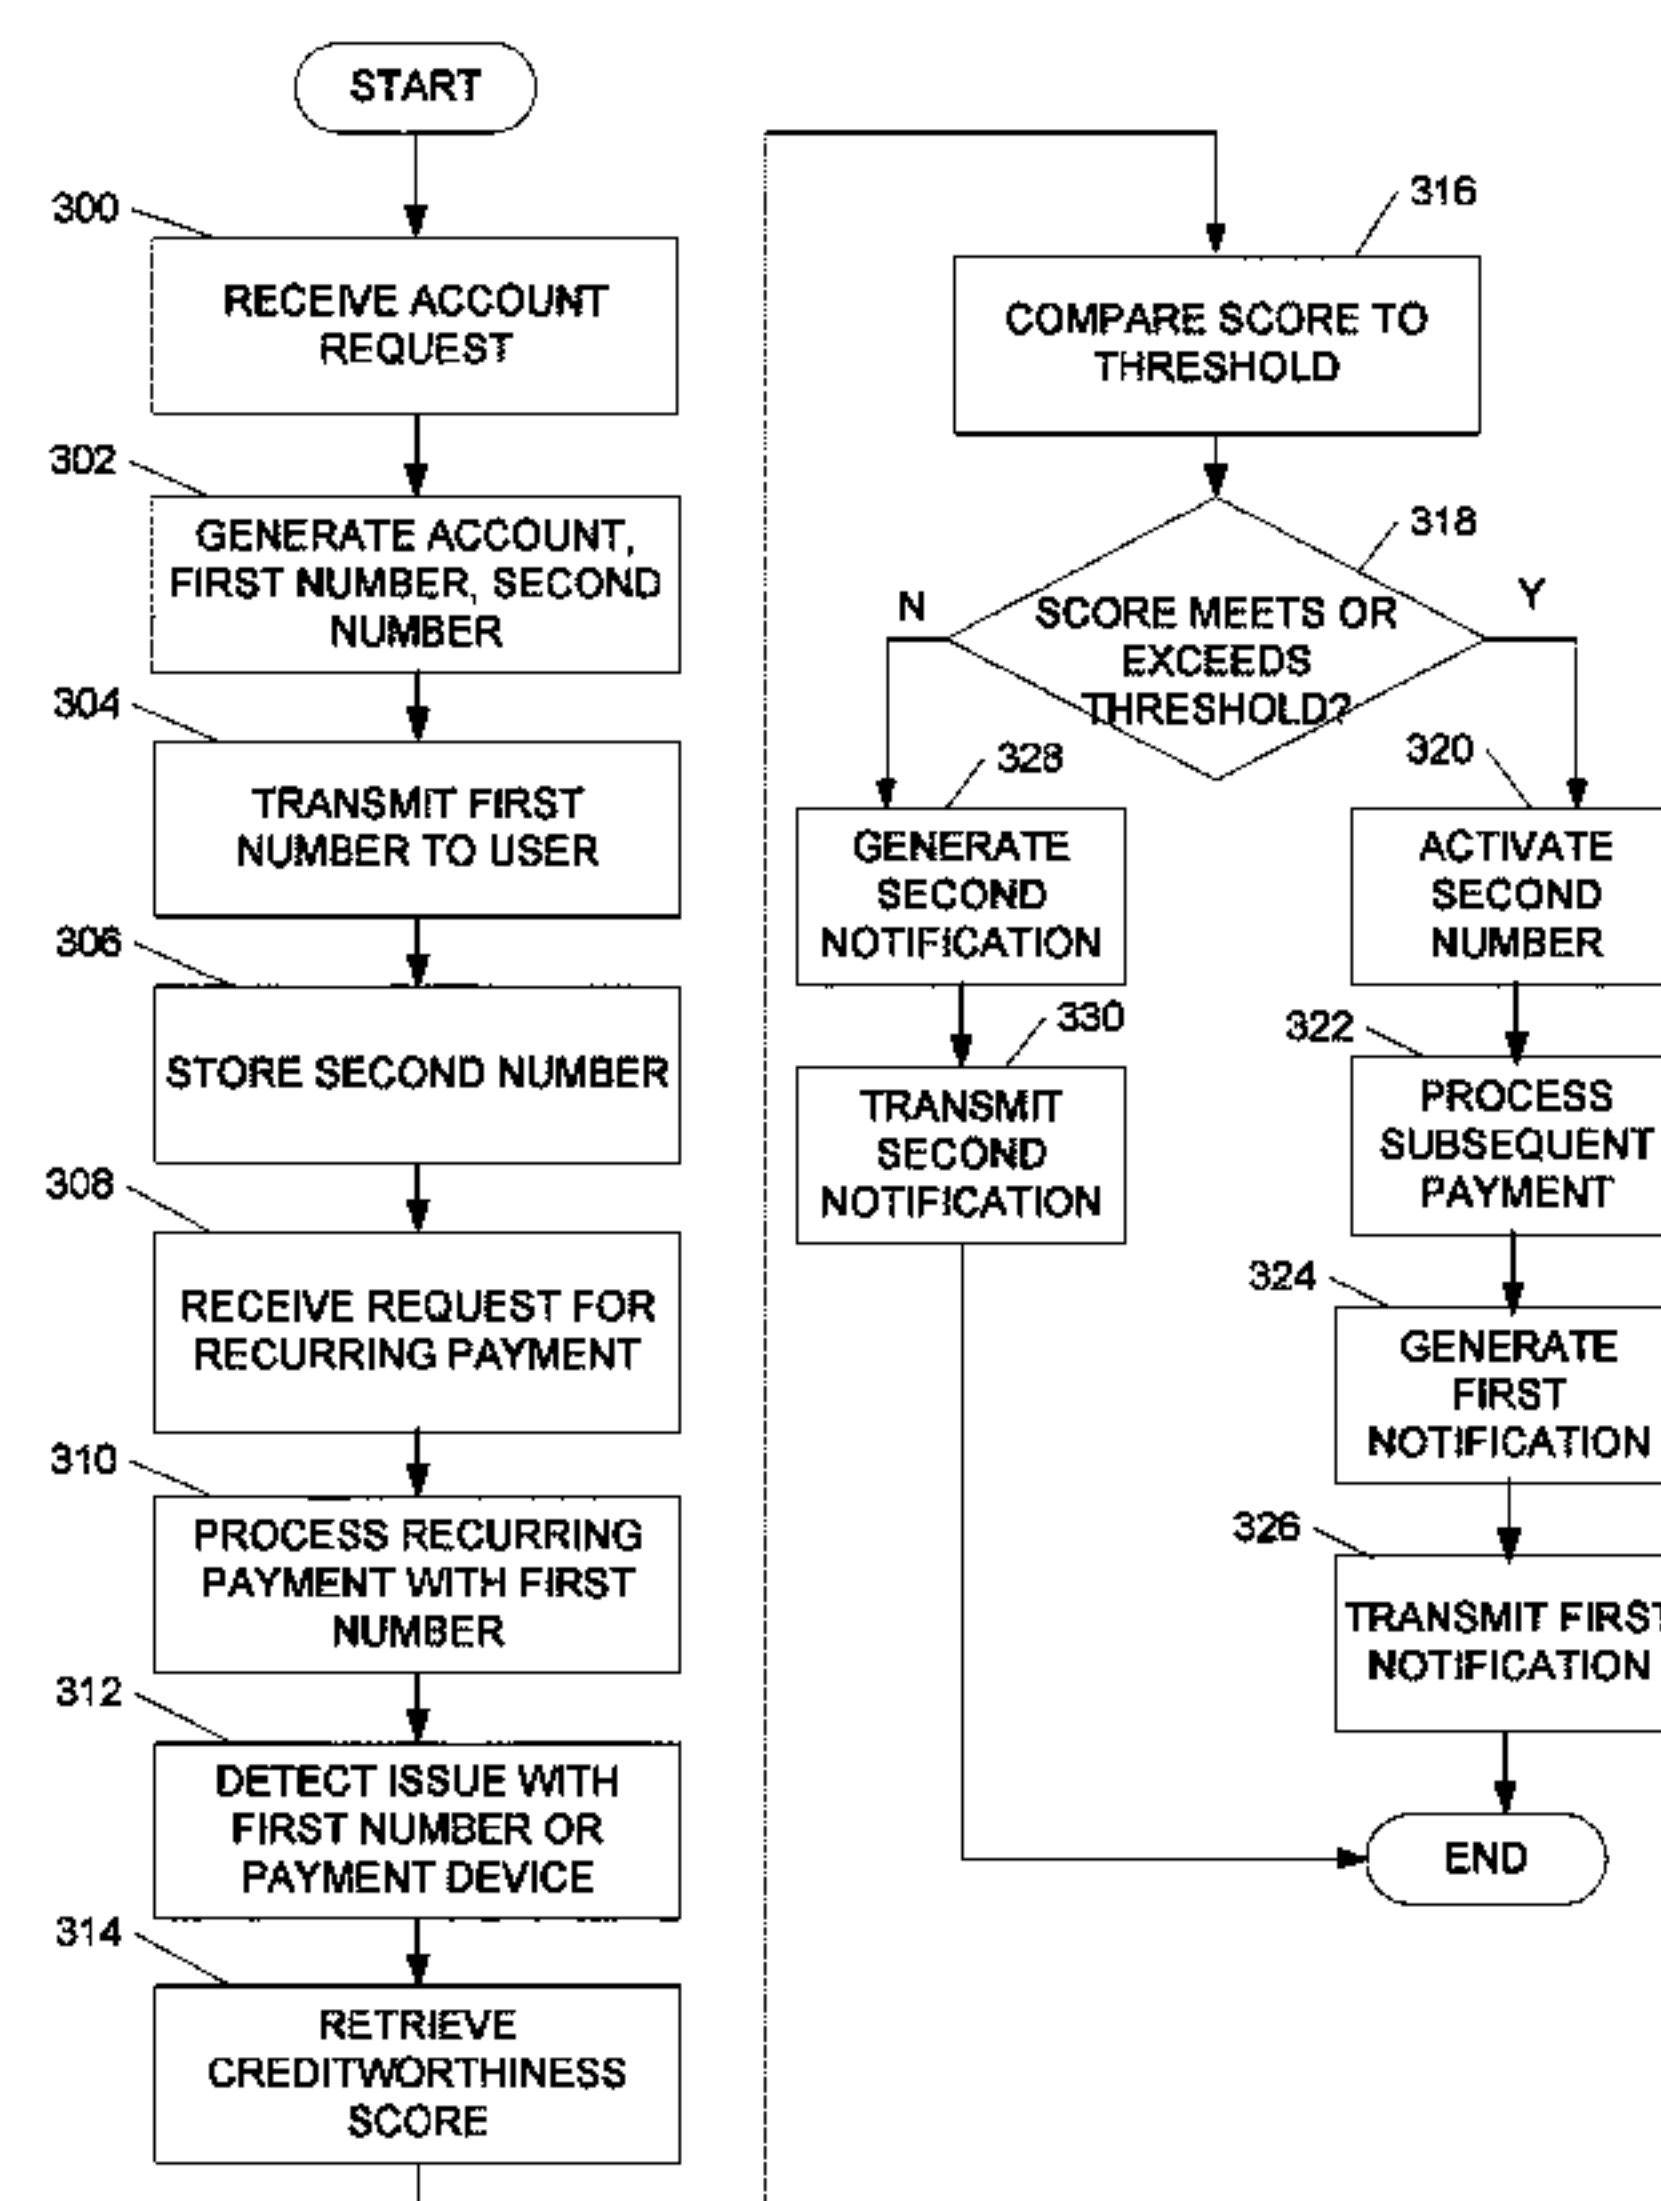 START
300
RECEIVE ACCOUNT
REQUEST
302
GENERATE ACCOUNT,
FIRST NUMBER, SECOND
NUMBER
304
TRANSMIT FIRST
NUMBER TO USER
306
STORE SECOND NUMBER
308
RECEIVE REQUEST FOR
RECURRING PAYMENT
310
PROCESS RECURRING
PAYMENT WITH FIRST
NUMBER
312
DETECT ISSUE WITH
FIRST NUMBER OR
PAYMENT DEVICE
314
RETRIEVE
CREDITWORTHINESS
SCORE
316
COMPARE SCORE TO
THRESHOLD
318
N
Y
SCORE MEETS OR
EXCEEDS
THRESHOLD?
328
GENERATE
SECOND
NOTIFICATION
330
TRANSMIT
SECOND
NOTIFICATION
320
ACTIVATE
SECOND
NUMBER
322
PROCESS
SUBSEQUENT
PAYMENT
324
GENERATE
FIRST
NOTIFICATION
326
TRANSMIT FIRST
NOTIFICATION
END